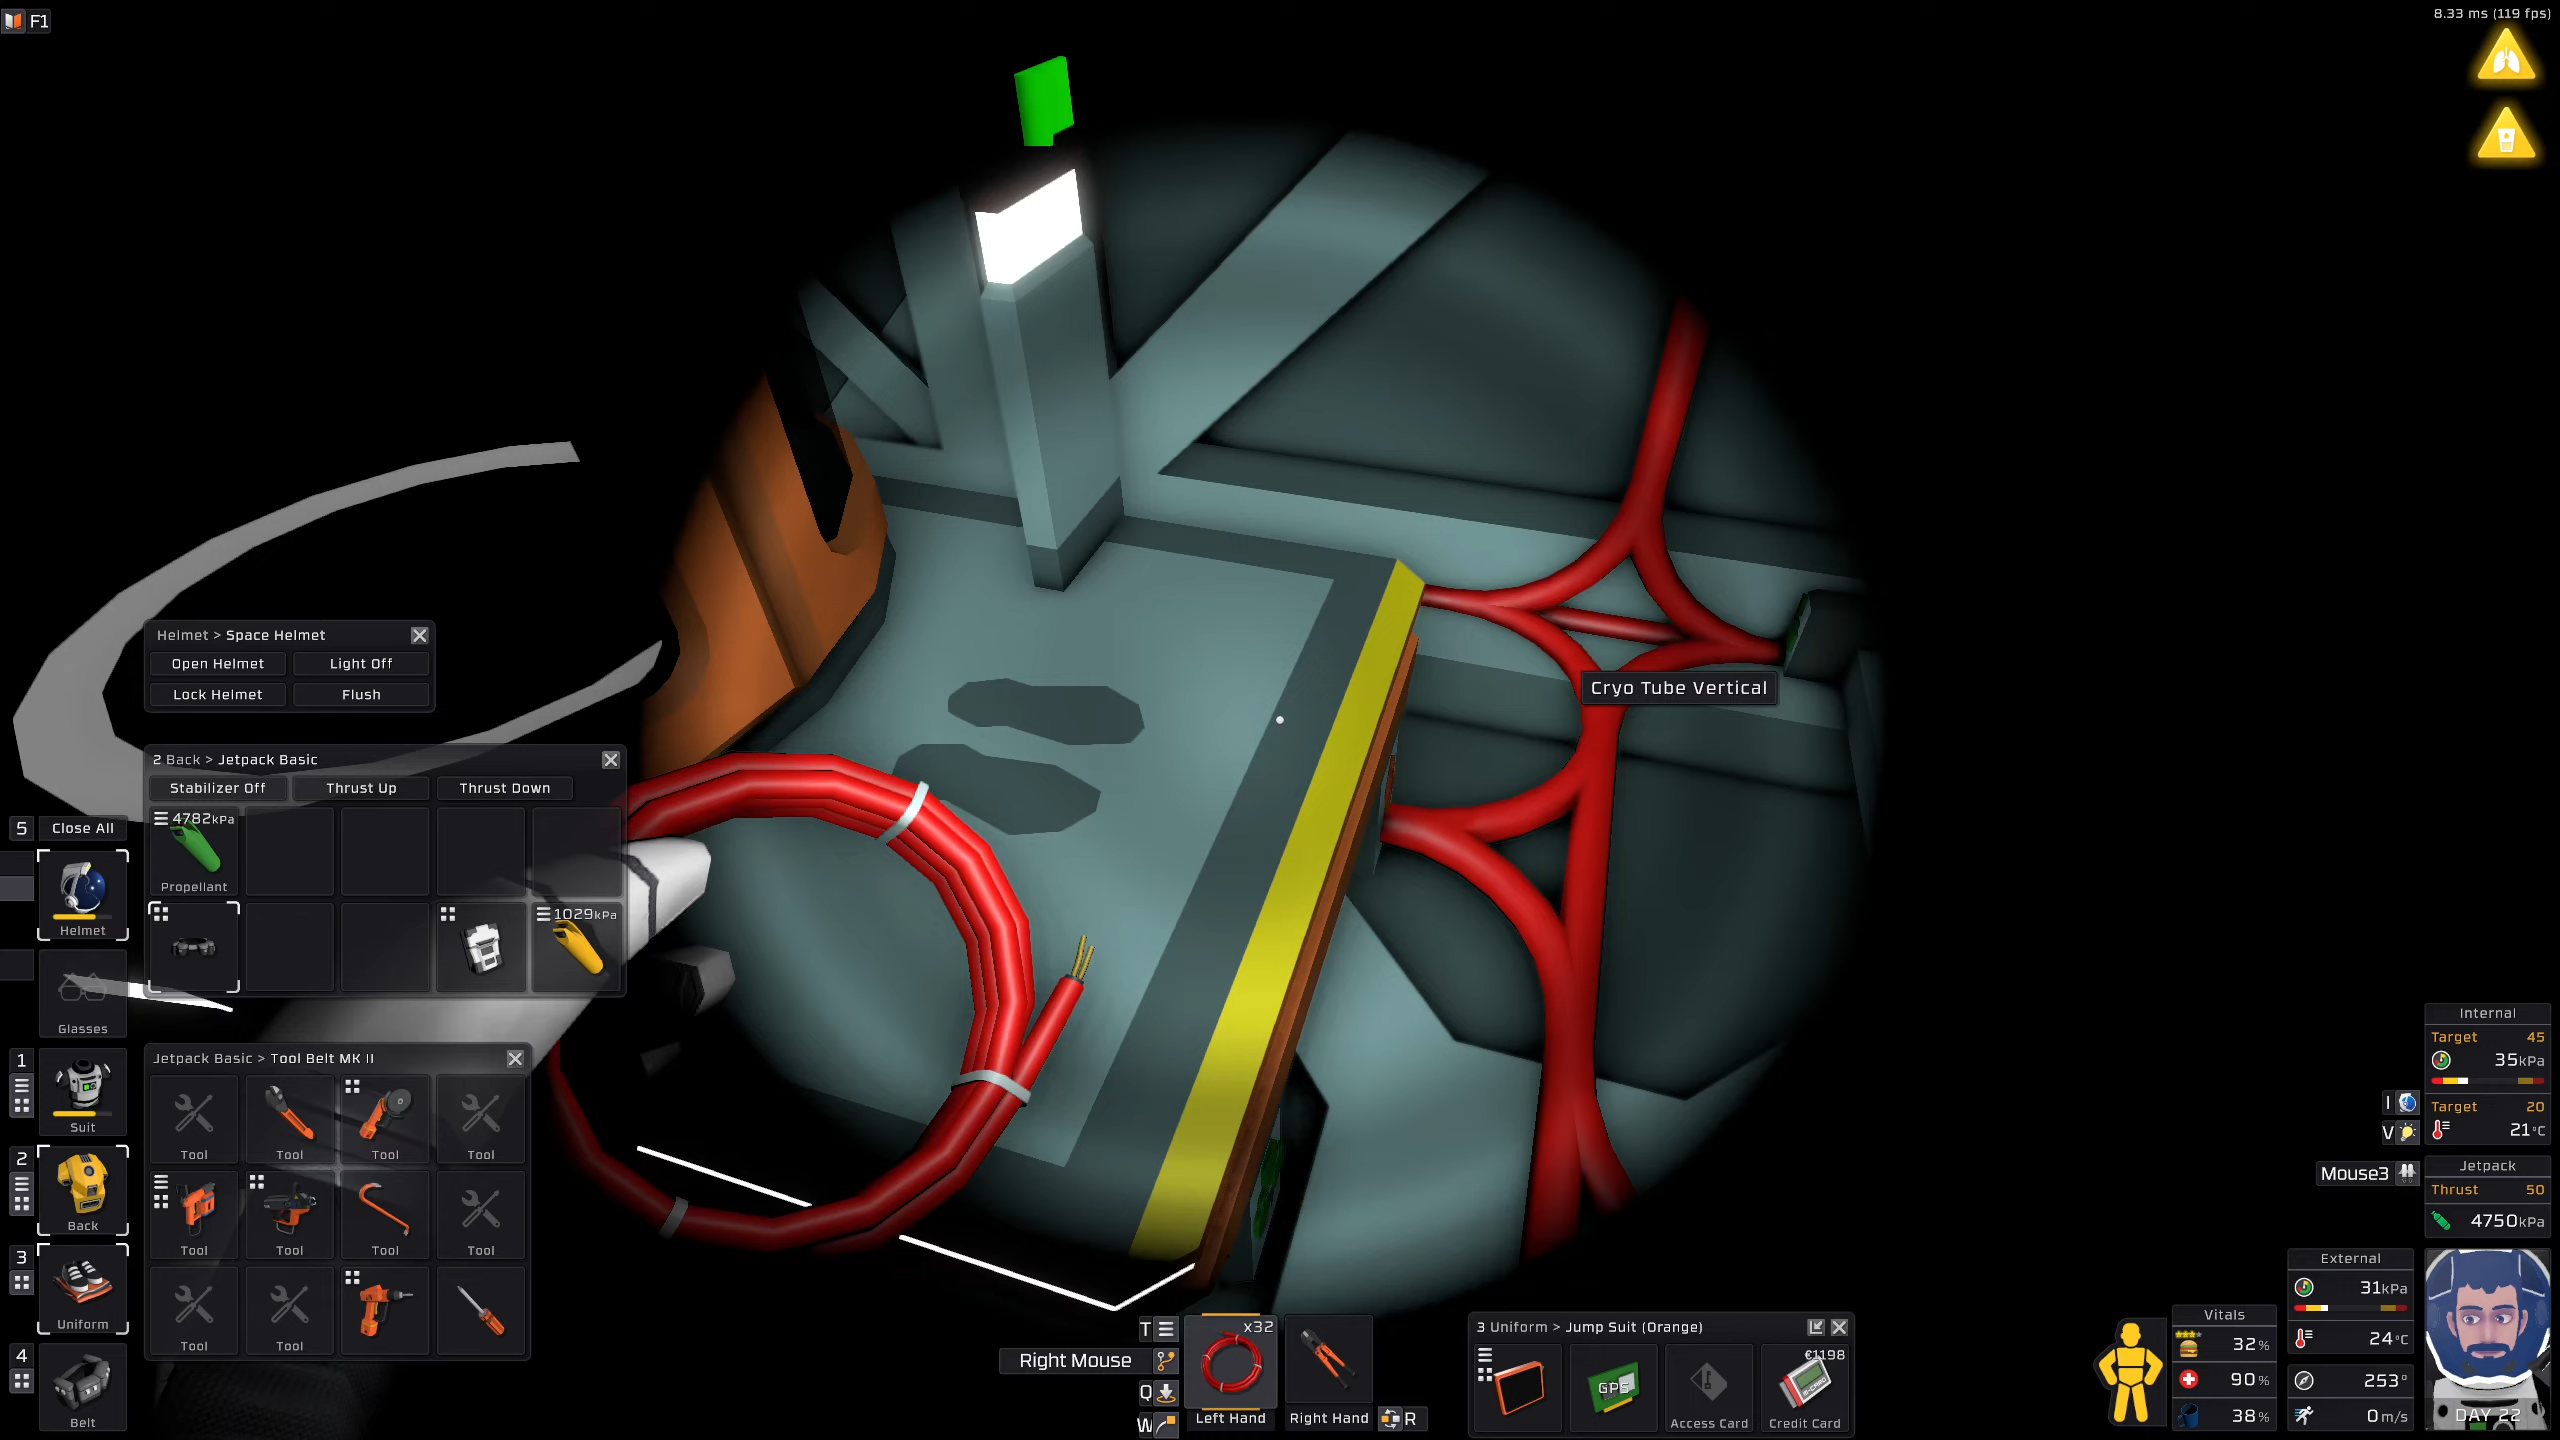 F1
8.33 ms (119 fps)
Cryo Tube Vertical
Helmet > Space Helmet
Open Helmet
Light Off
Lock Helmet
Flush
2 Back > Jetpack Basic
Stabilizer Off
Thrust Up
Thrust Down
4782kPa
Propellant
1029kPa
5
Close All
Helmet
Glasses
1
Suit
2
Back
3
Uniform
4
Belt
Jetpack Basic > Tool Belt MK II
Tool
Tool
Tool
Tool
Tool
Tool
Tool
Tool
Tool
Tool
T
Right Mouse
Q
W
x32
Left Hand
Right Hand
R
3 Uniform > Jump Suit (Orange)
GPS
Access Card
€1198
Credit Card
Internal
Target 45
35kPa
Target 20
21°C
I
V
Mouse3
Jetpack
Thrust 50
4750kPa
External
31kPa
24°C
253°
0m/s
Vitals
32%
90%
38%
DAY 22